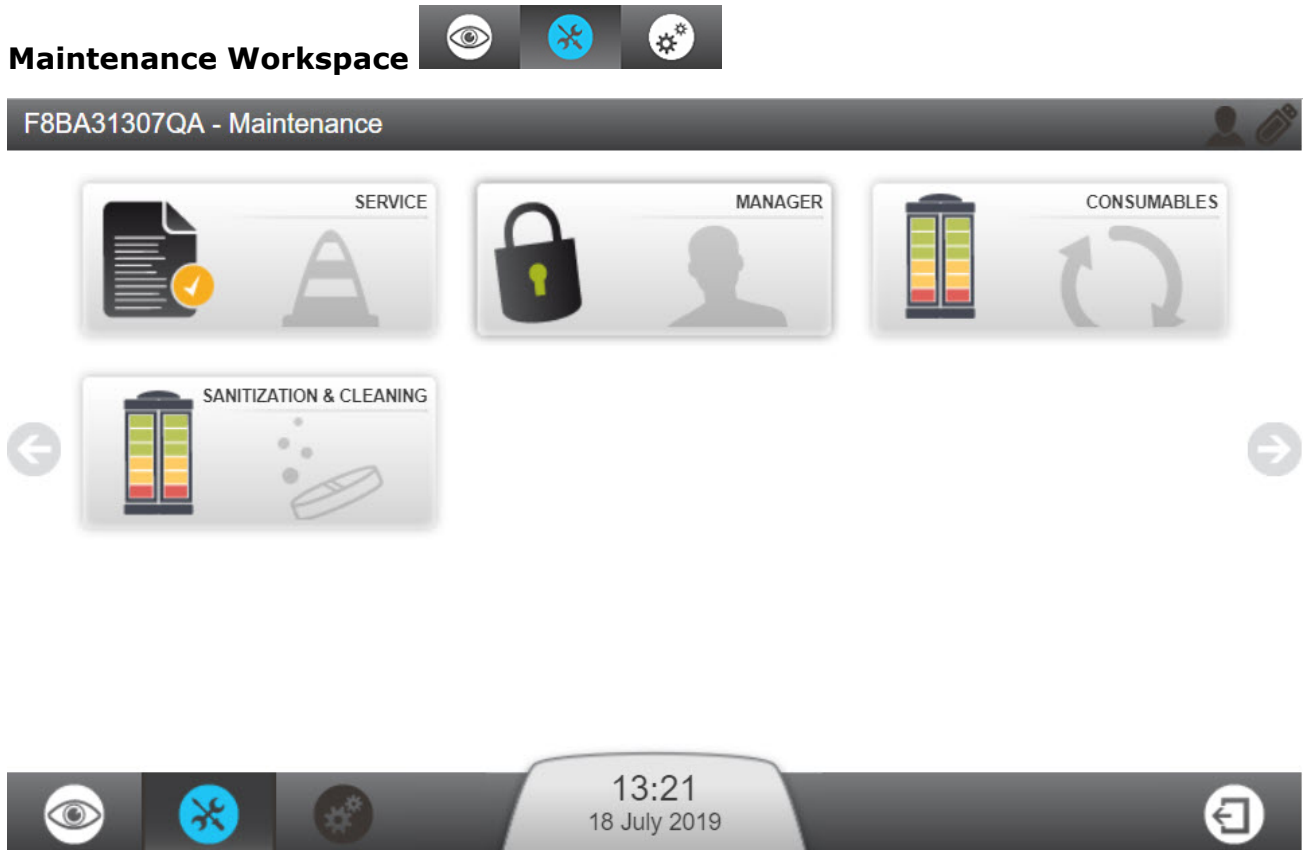 Maintenance Workspace
F8BA31307QA - Maintenance
SERVICE
MANAGER
CONSUMABLES
SANITIZATION & CLEANING
13:21
18 July 2019